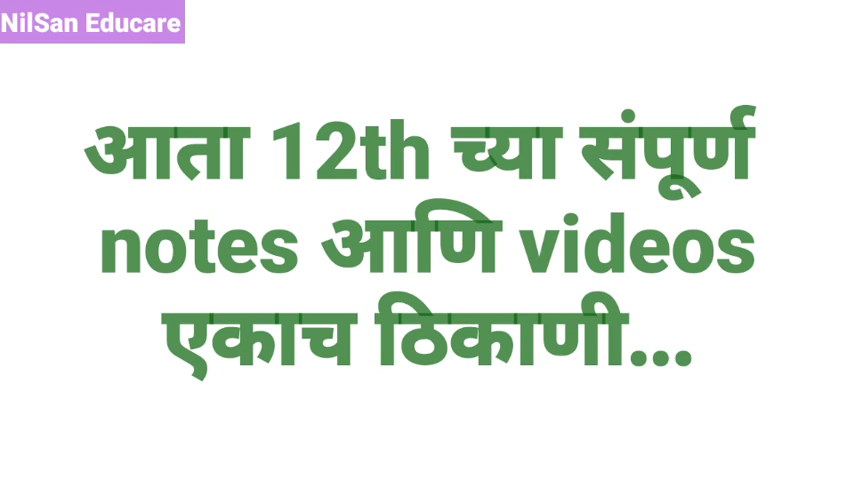 NilSan Educare
आता 12th च्या संपूर्ण
notes आणि videos
एकाच ठिकाणी...